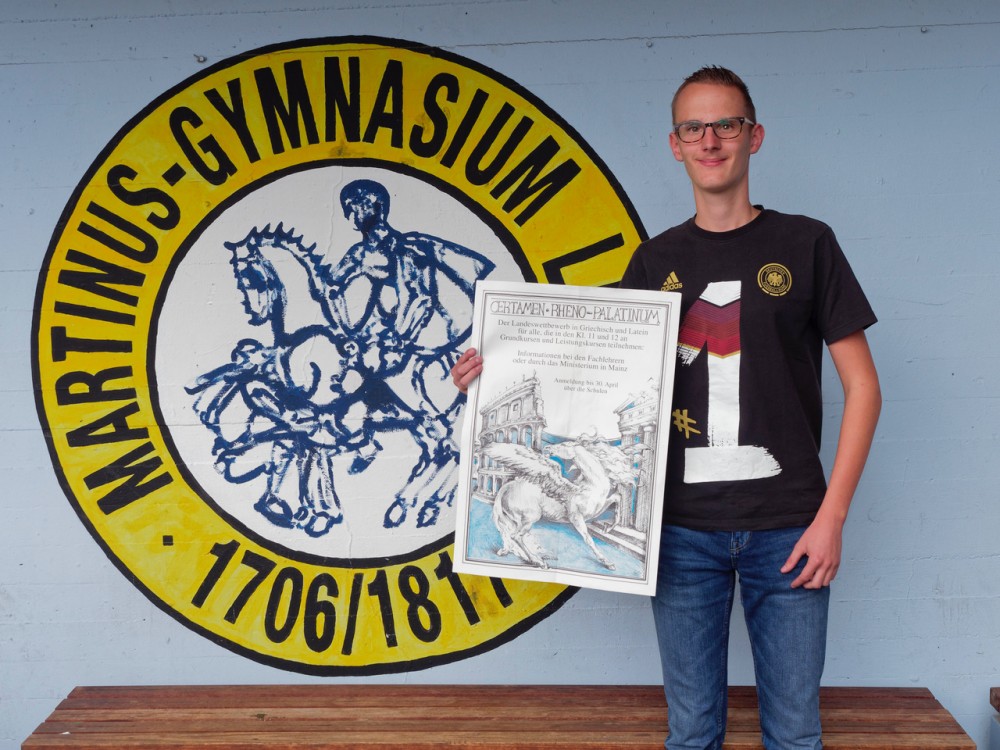 MARTINUS-GYMNASIUM L
· 1706/1817
adidas
1
#
CERTAMEN·RHENO-PALATINUM
Der Landeswettbewerb in Griechisch und Latein
für alle, die in den Kl. 11 und 12 an
Grundkursen und Leistungskursen teilnehmen.
Informationen bei den Fachlehrern
oder durch das Ministerium in Mainz
Anmeldung bis 30. April
über die Schulen